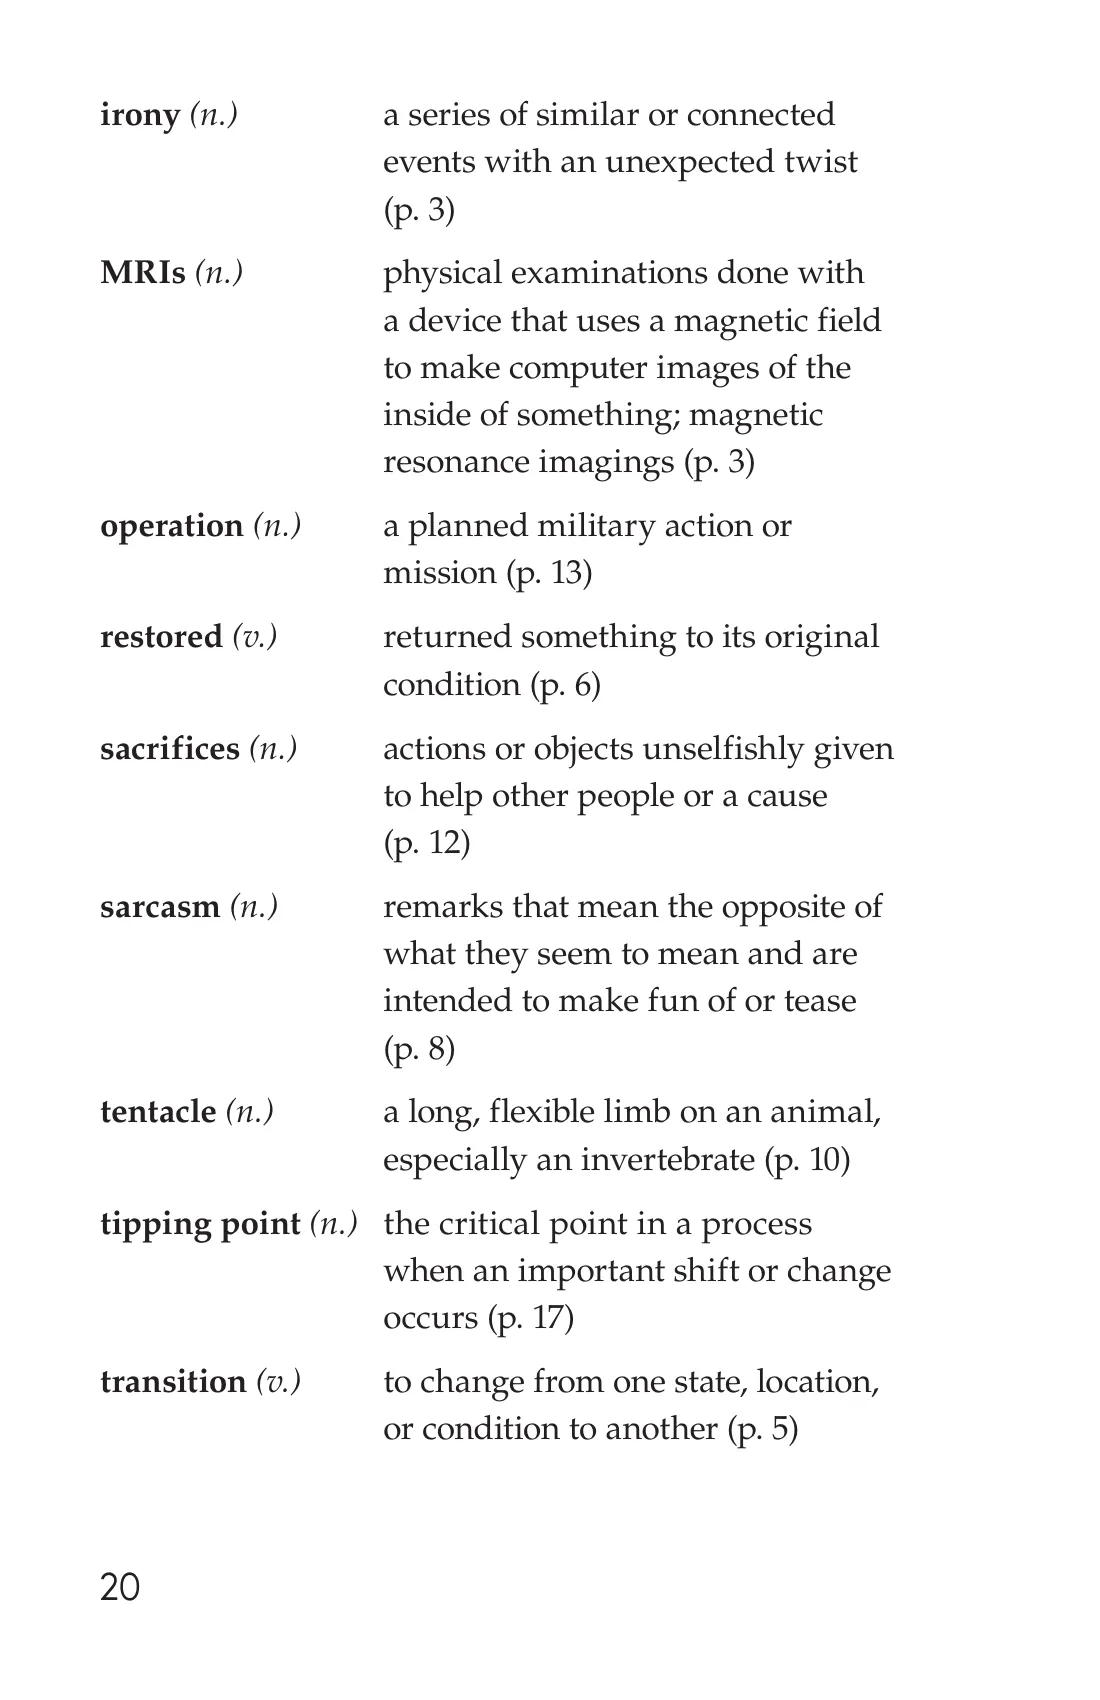 irony (n.) a series of similar or connected
events with an unexpected twist
(p. 3)
MRIs (n.) physical examinations done with
a device that uses a magnetic field
to make computer images of the
inside of something; magnetic
resonance imagings (p. 3)
operation (n.) a planned military action or
mission (p. 13)
restored (v.) returned something to its original
condition (p. 6)
sacrifices (n.) actions or objects unselfishly given
to help other people or a cause
(p. 12)
sarcasm (n.) remarks that mean the opposite of
what they seem to mean and are
intended to make fun of or tease
(p. 8)
tentacle (n.) a long, flexible limb on an animal,
especially an invertebrate (p. 10)
tipping point (n.) the critical point in a process
when an important shift or change
occurs (p. 17)
transition (v.) to change from one state, location,
or condition to another (p. 5)
20